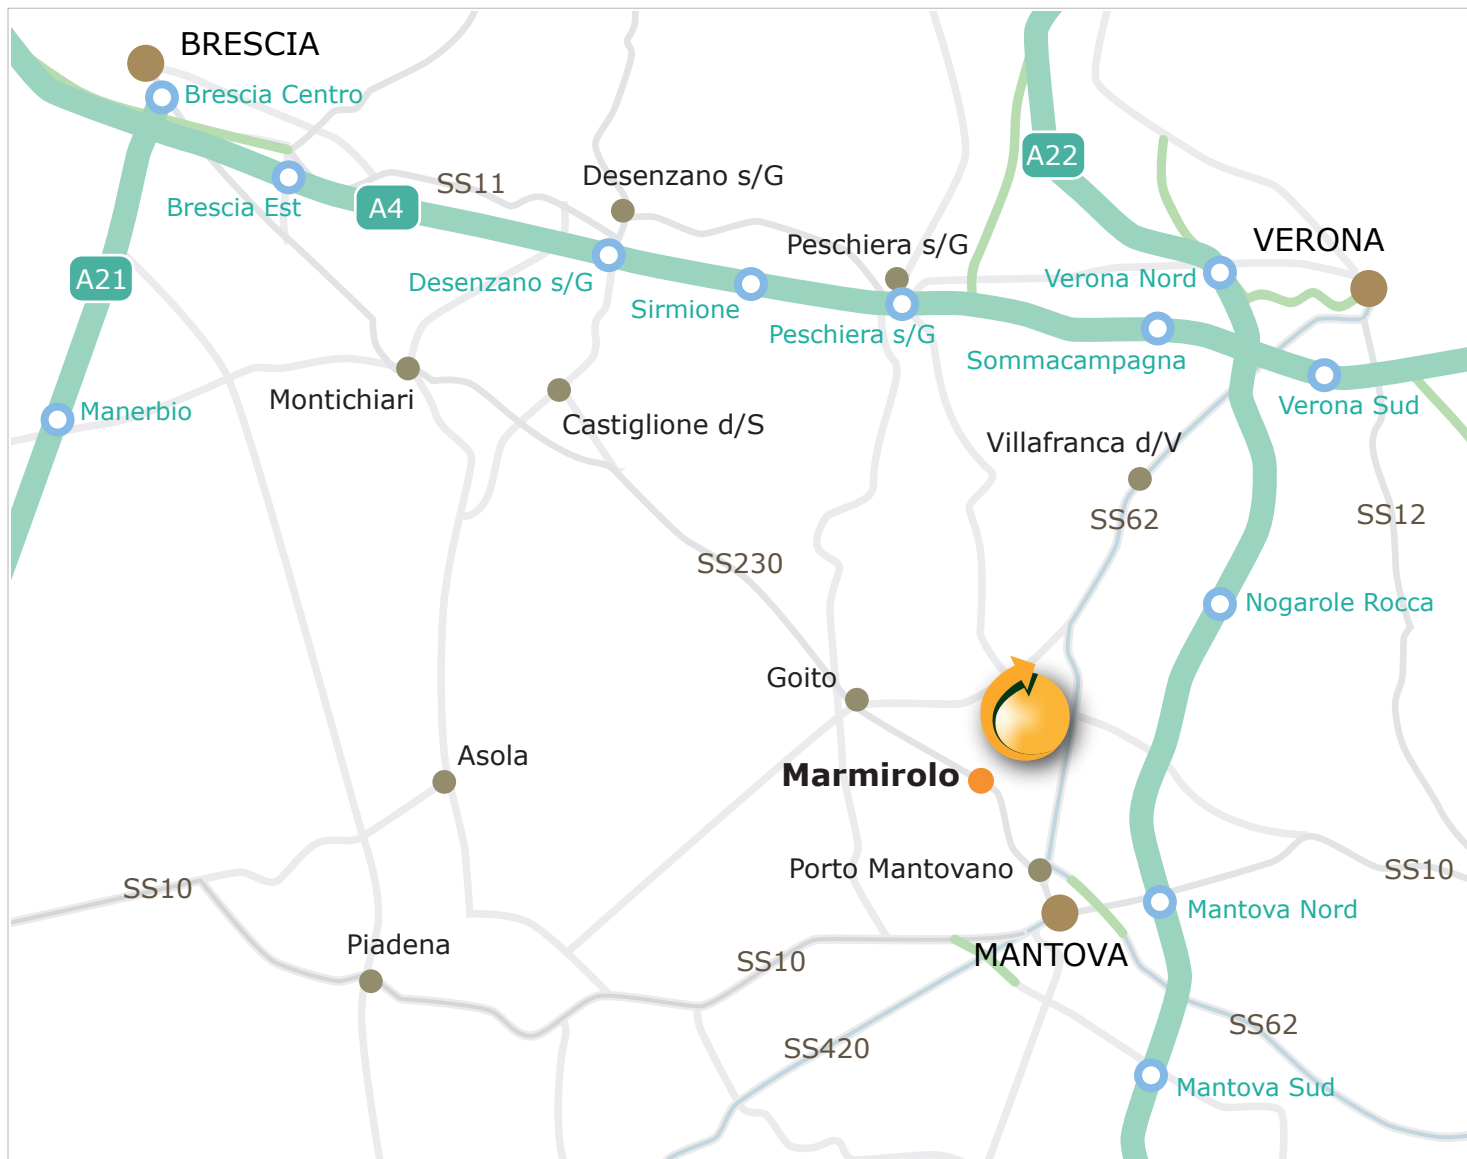 BRESCIA
Brescia Centro
A22
SS11
Desenzano s/G
A4
Brescia Est
VERONA
Peschiera s/G
A21
Desenzano s/G
Verona Nord
Sirmione
Peschiera s/G
Sommacampagna
Montichiari
Manerbio
Verona Sud
Castiglione d/S
Villafranca d/V
SS62
SS12
SS230
Nogarole Rocca
Goito
Asola
Marmirolo
Porto Mantovano
SS10
SS10
Mantova Nord
Piadena
SS10
MANTOVA
SS62
SS420
Mantova Sud